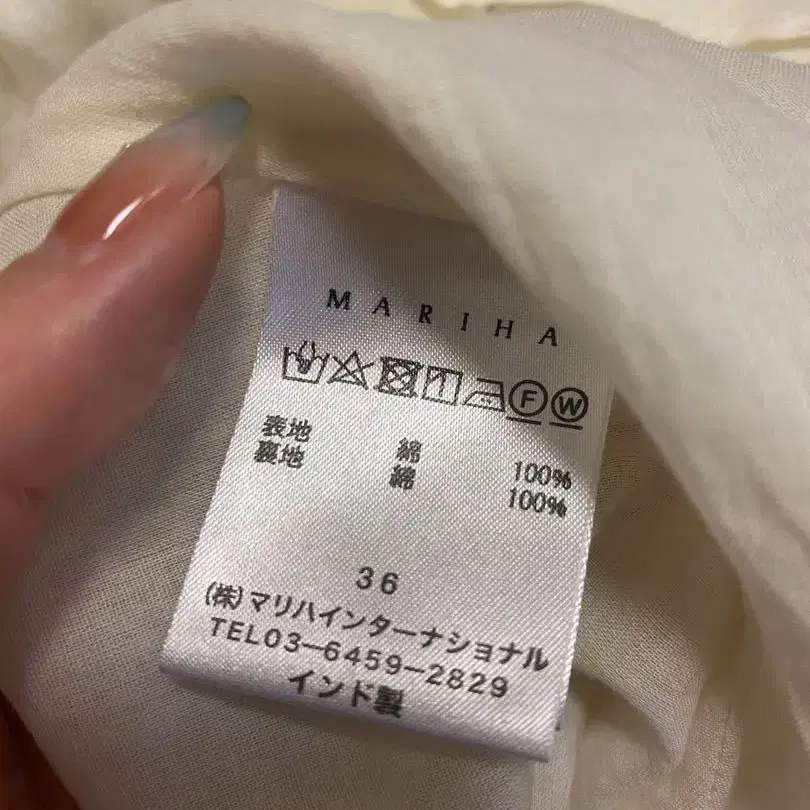 MARIHA
F W
表地 綿 100%
裏地 綿 100%
36
(株)マリハインターナショナル
TEL03-6459-2829
インド製